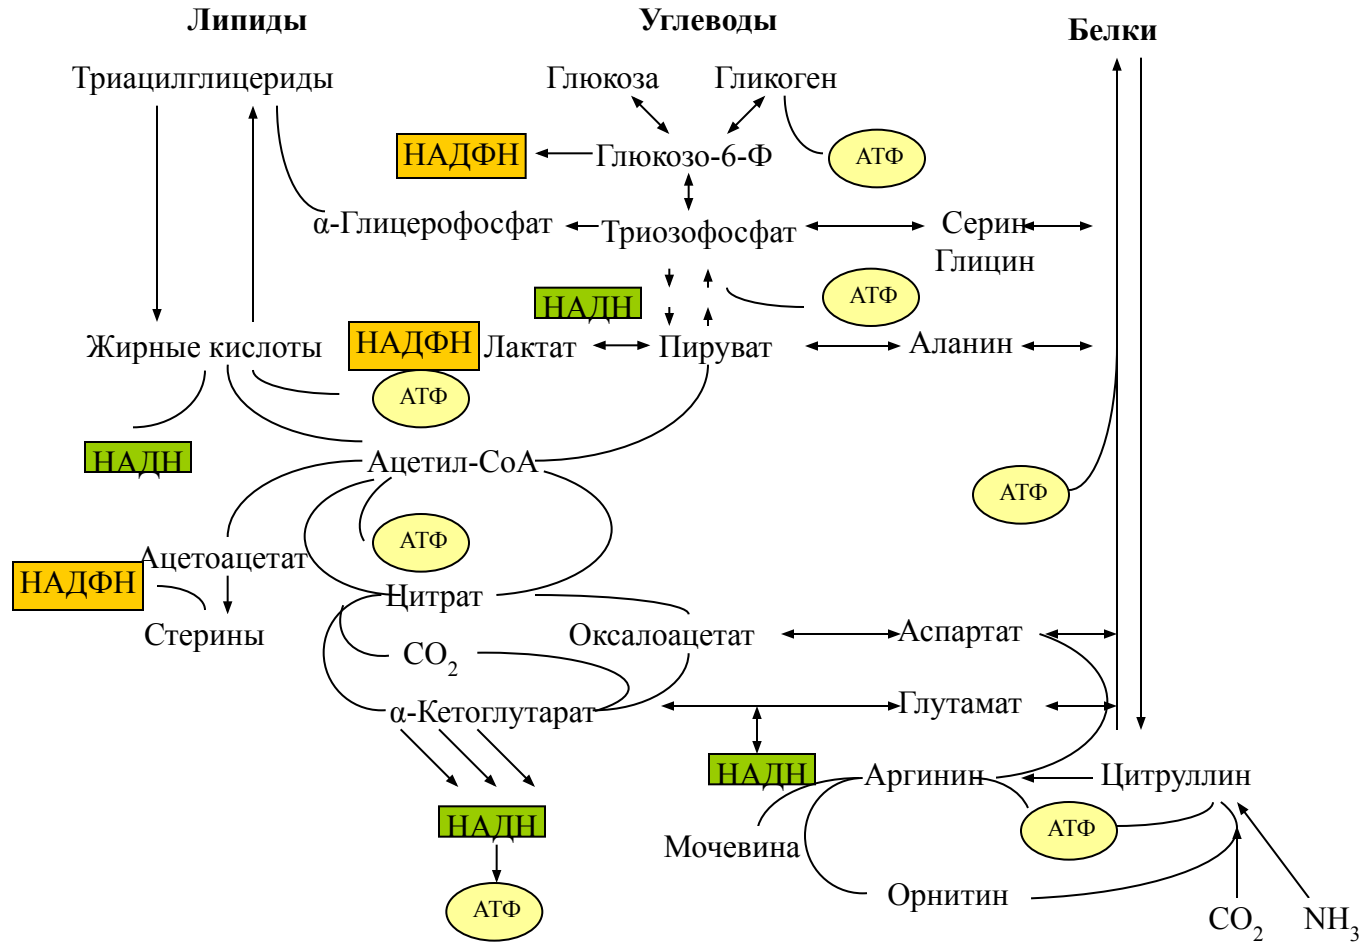 Липиды
Углеводы
Белки
Триацилглицериды
Глюкоза
Гликоген
НАДФН
Глюкозо-6-Ф
АТФ
α-Глицерофосфат
Триозофосфат
Серин
Глицин
НАДН
АТФ
Жирные кислоты
НАДФН
Лактат
Пируват
Аланин
АТФ
НАДН
Ацетил-СоА
АТФ
АТФ
Ацетоацетат
НАДФН
Цитрат
Стерины
Оксалоацетат
Аспартат
CO2
α-Кетоглутарат
Глутамат
НАДН
Аргинин
Цитруллин
НАДН
АТФ
Мочевина
Орнитин
АТФ
CO2
NH3